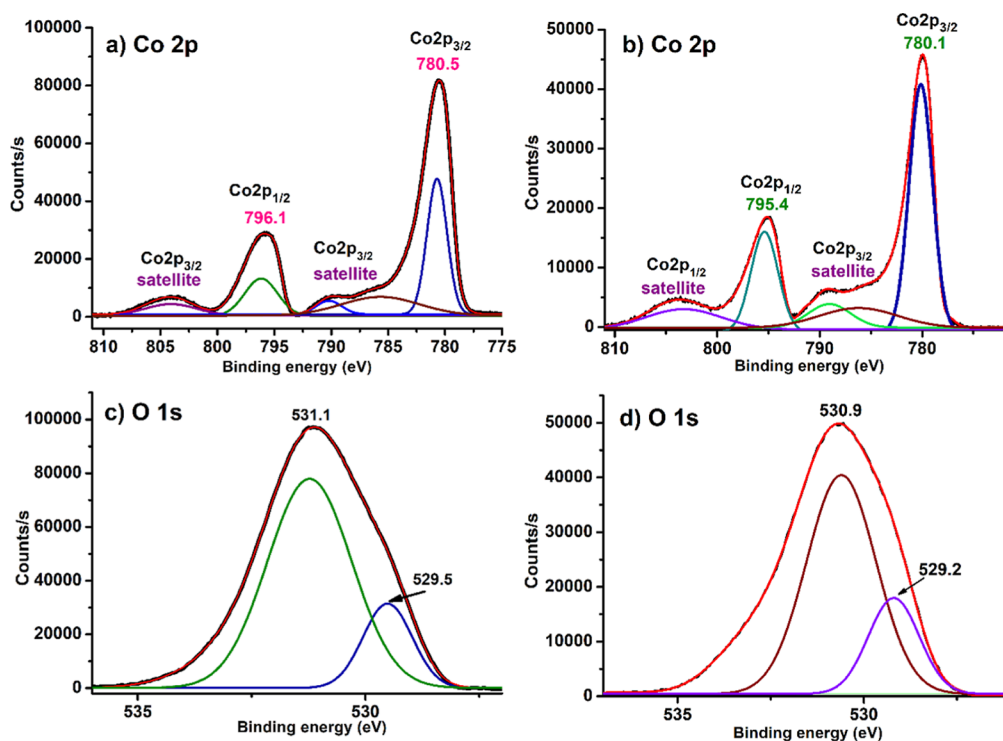 a) Co 2p
Co2p3/2
780.5
Co2p1/2
796.1
Co2p3/2
satellite
Co2p3/2
satellite
100000
80000
60000
40000
20000
0
Counts/s
810 805 800 795 790 785 780 775
Binding energy (eV)
b) Co 2p
Co2p3/2
780.1
Co2p1/2
795.4
Co2p1/2
satellite
Co2p3/2
satellite
50000
40000
30000
20000
10000
0
Counts/s
810 800 790 780
Binding energy (eV)
c) O 1s
531.1
529.5
100000
80000
60000
40000
20000
0
Counts/s
535 530
Binding energy (eV)
d) O 1s
530.9
529.2
50000
40000
30000
20000
10000
0
Counts/s
535 530
Binding energy (eV)